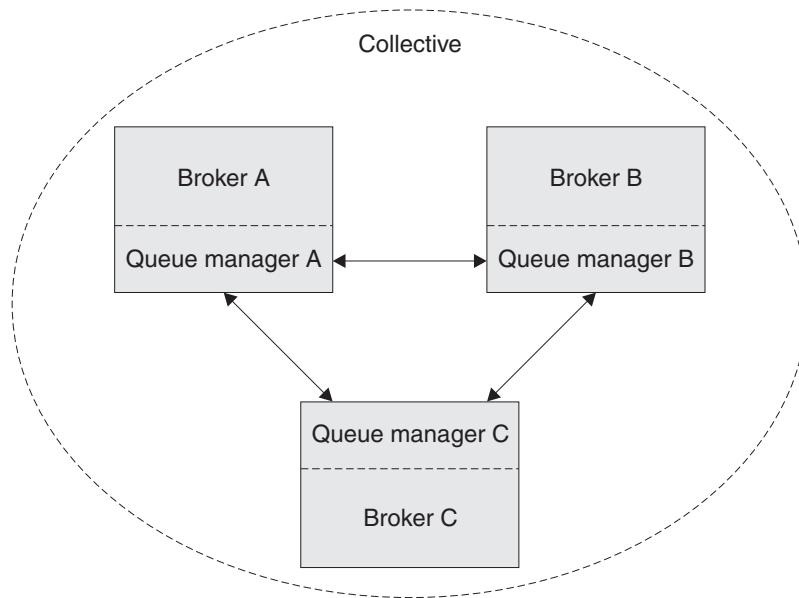 Collective
Broker A
Broker B
Queue manager A
Queue manager B
Queue manager C
Broker C